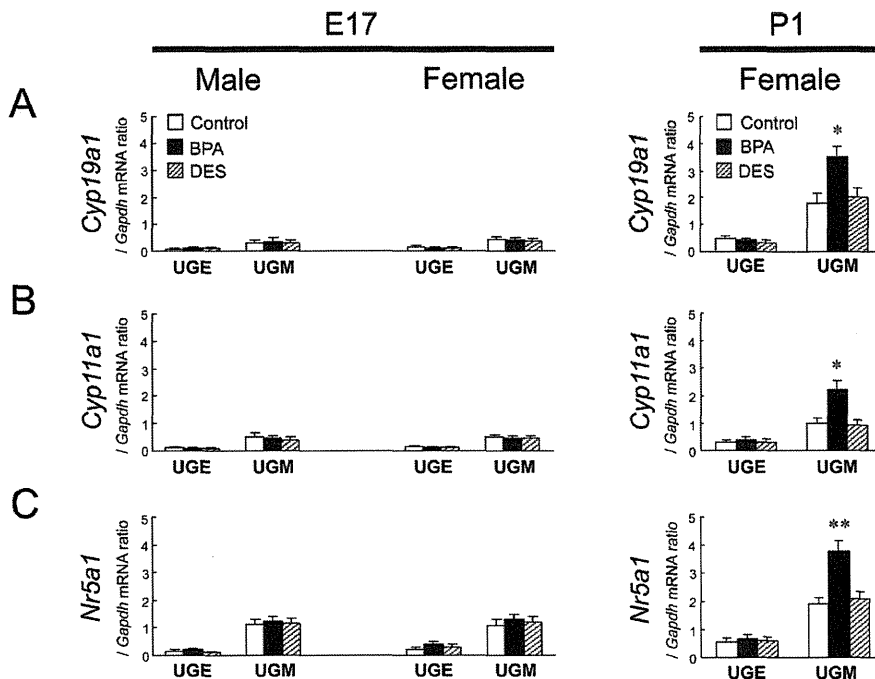 E17
P1
Male
Female
Female
A
Cyp19a1
/ Gapdh mRNA ratio
5
4
3
2
1
0
Control
BPA
DES
UGE
UGM
UGE
UGM
Cyp19a1
/ Gapdh mRNA ratio
5
4
3
2
1
0
Control
BPA
DES
*
UGE
UGM
B
Cyp11a1
/ Gapdh mRNA ratio
5
4
3
2
1
0
UGE
UGM
UGE
UGM
Cyp11a1
/ Gapdh mRNA ratio
5
4
3
2
1
0
*
UGE
UGM
C
Nr5a1
/ Gapdh mRNA ratio
5
4
3
2
1
0
UGE
UGM
UGE
UGM
Nr5a1
/ Gapdh mRNA ratio
5
4
3
2
1
0
**
UGE
UGM